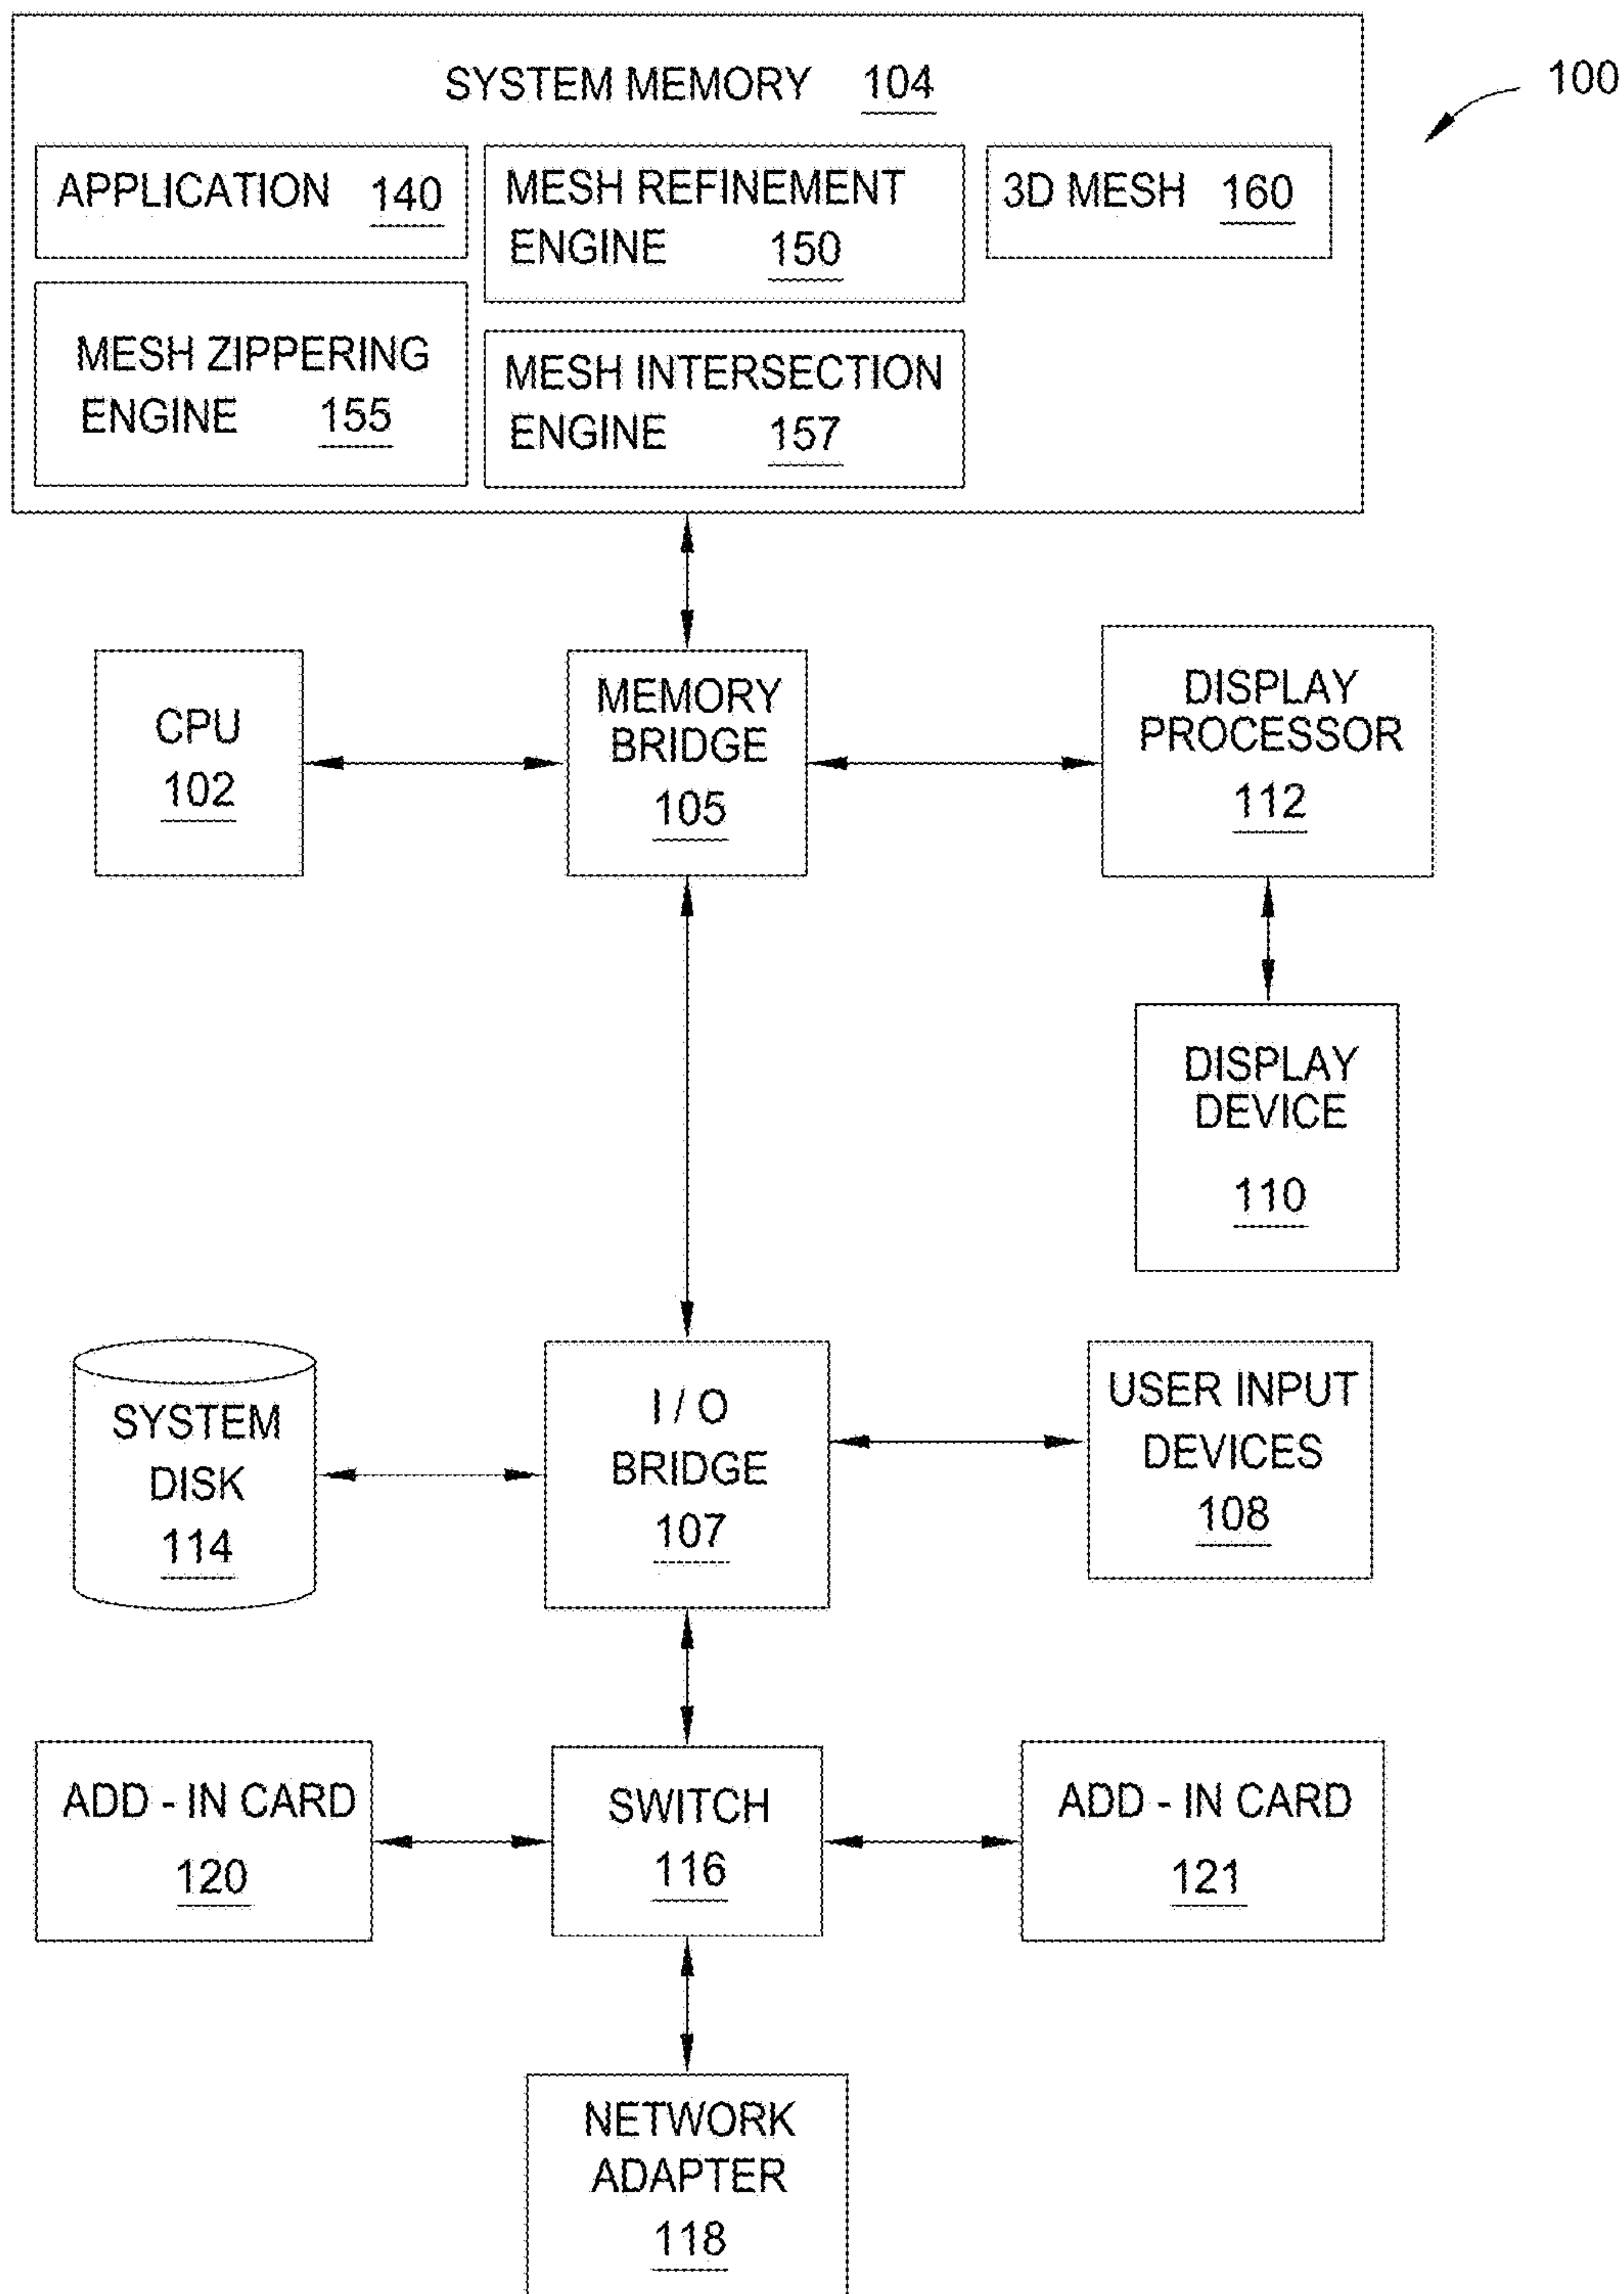 SYSTEM MEMORY 104
100
APPLICATION 140
MESH REFINEMENT
ENGINE 150
3D MESH 160
MESH ZIPPERING
ENGINE 155
MESH INTERSECTION
ENGINE 157
CPU
102
MEMORY
BRIDGE
105
DISPLAY
PROCESSOR
112
DISPLAY
DEVICE
110
SYSTEM
DISK
114
I / O
BRIDGE
107
USER INPUT
DEVICES
108
ADD - IN CARD
120
SWITCH
116
ADD - IN CARD
121
NETWORK
ADAPTER
118